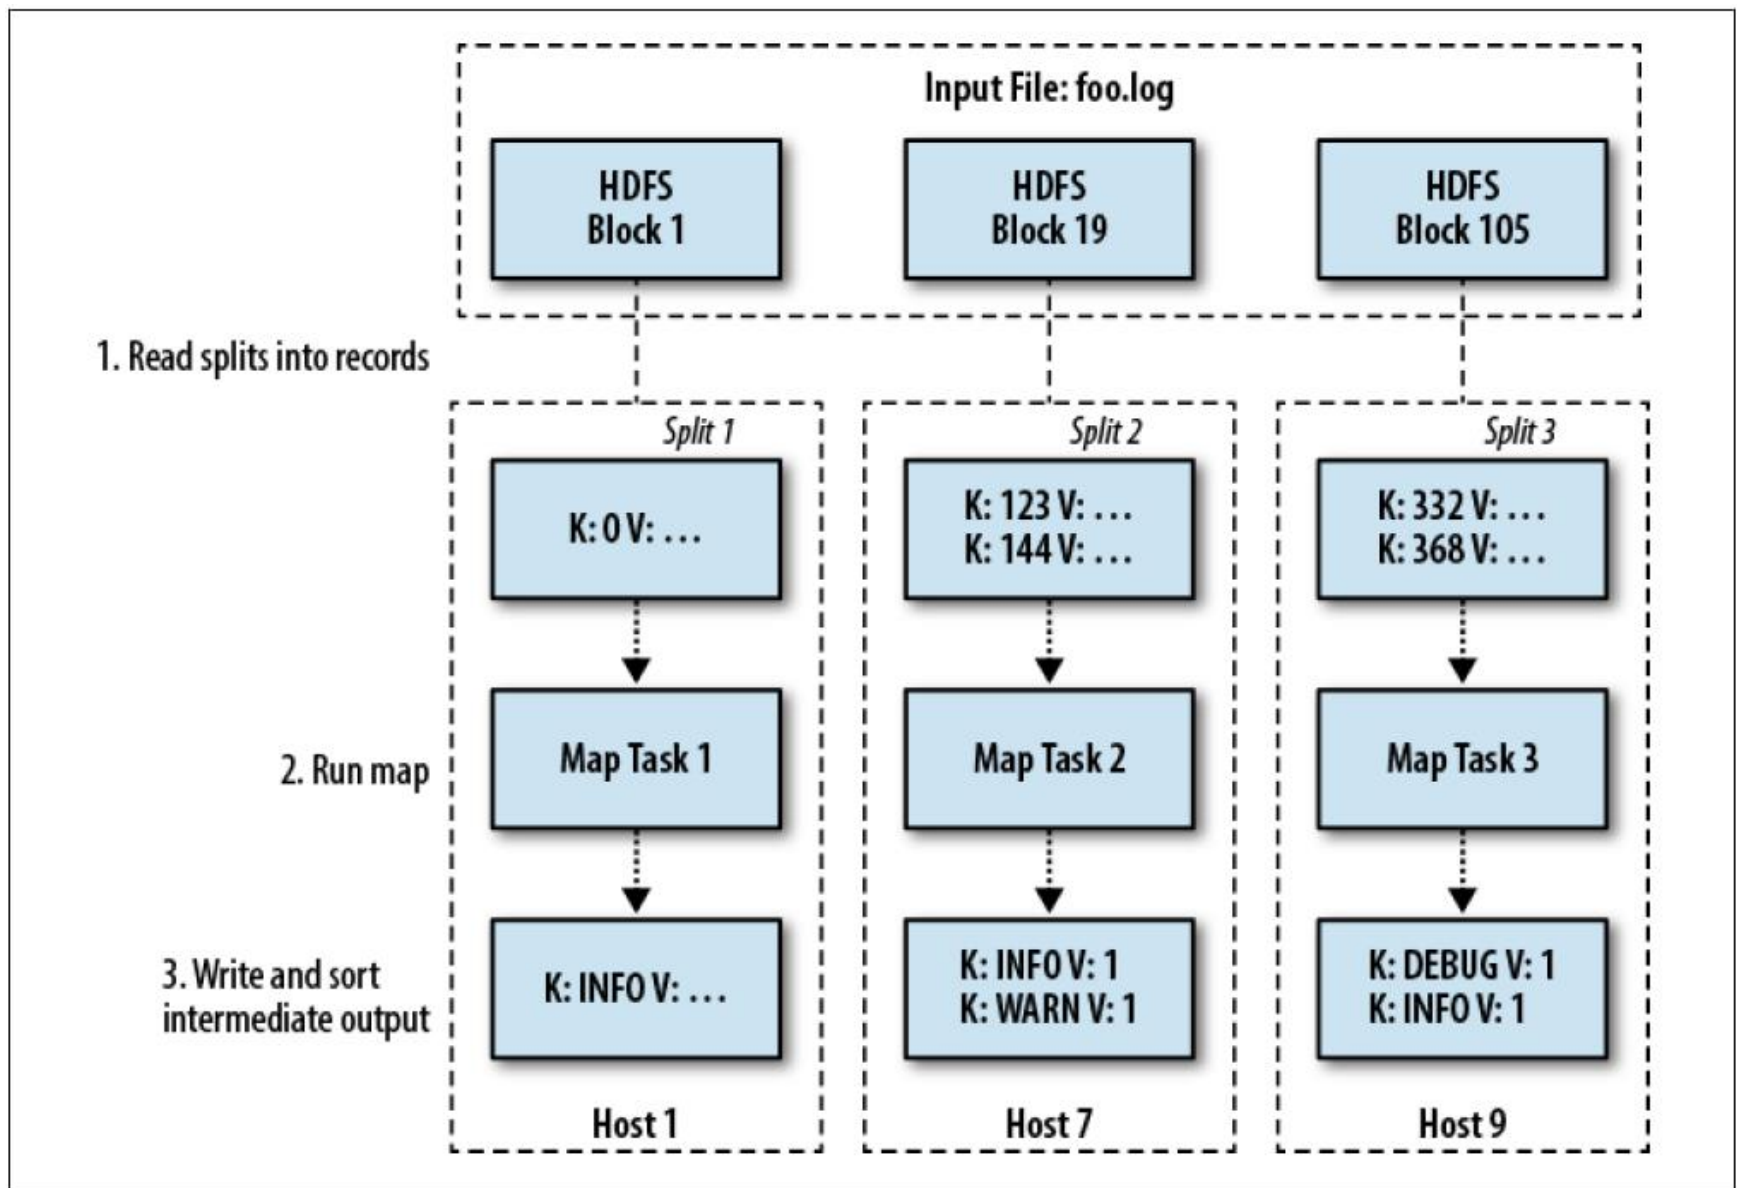 Input File: foo.log
HDFS
Block 1
HDFS
Block 19
HDFS
Block 105
1. Read splits into records
Split 1
Split 2
Split 3
K: 0 V: …
K: 123 V: …
K: 144 V: …
K: 332 V: …
K: 368 V: …
2. Run map
Map Task 1
Map Task 2
Map Task 3
3. Write and sort
intermediate output
K: INFO V: …
K: INFO V: 1
K: WARN V: 1
K: DEBUG V: 1
K: INFO V: 1
Host 1
Host 7
Host 9